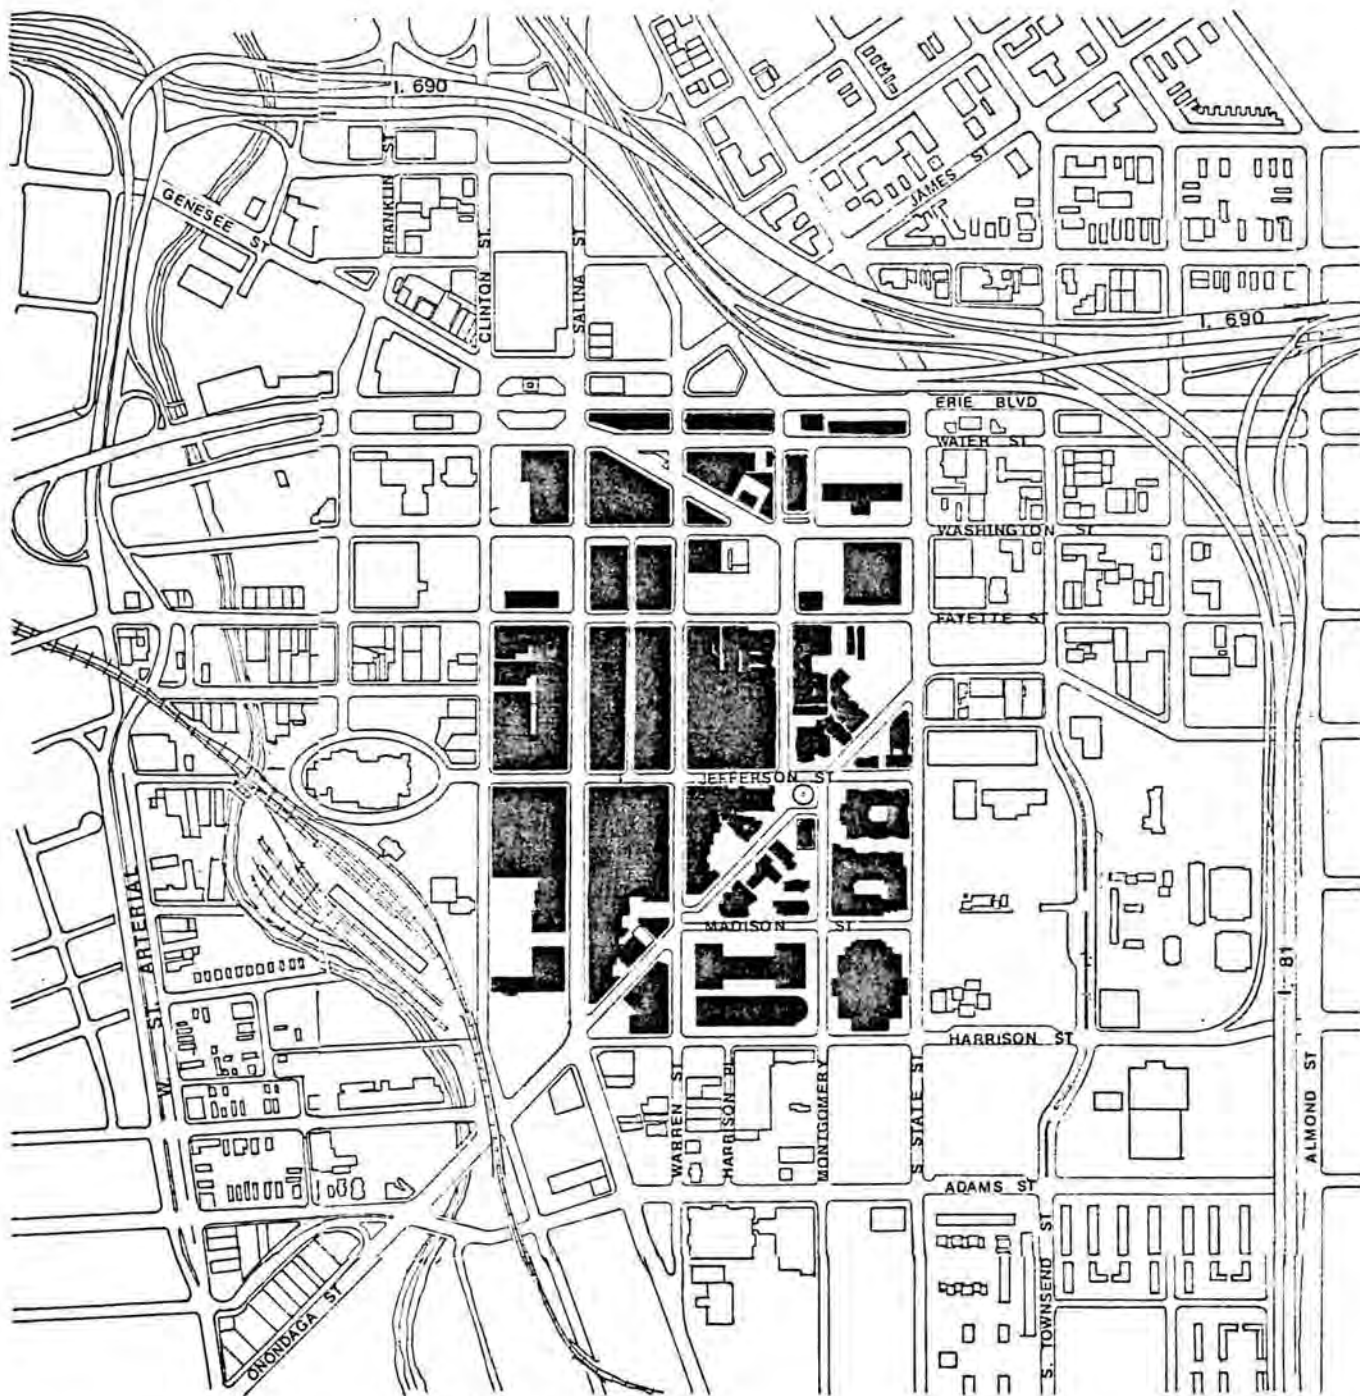 I. 690
FRANKLIN ST
JAMES ST
GENESEE ST
CLINTON ST.
SALINA ST
I. 690
ERIE BLVD
WATER ST
WASHINGTON ST.
FAYETTE ST
JEFFERSON ST
MADISON ST
W. ST. ARTERIAL
I- 81
HARRISON ST
WARREN ST
HARRISON PL
MONTGOMERY
S. STATE ST
ALMOND ST
ADAMS ST
S. TOWNSEND ST
ONONDAGA ST